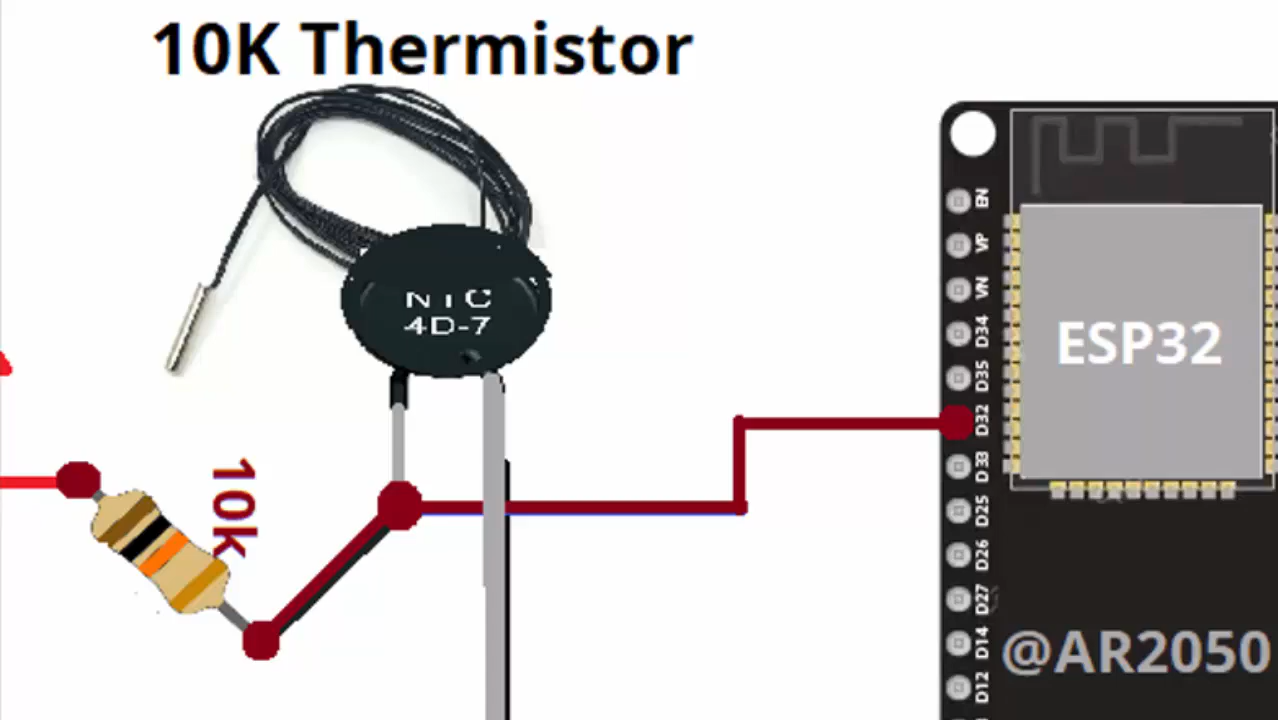 10K Thermistor
NTC
4D-7
10k
EN
VP
VN
D34
D35
D32
D33
D25
D26
D27
D14
D12
ESP32
@AR2050